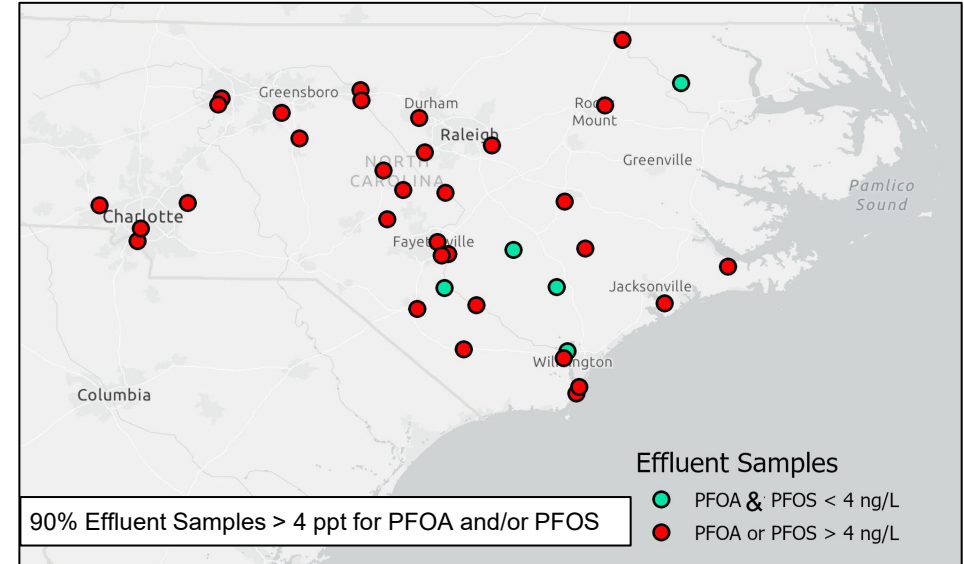 Greensboro
Durham
Rocky
Mount
Raleigh
Greenville
NORTH
CAROLINA
Pamlico
Sound
Charlotte
Fayetteville
Jacksonville
Wilmington
Columbia
Effluent Samples
PFOA & PFOS < 4 ng/L
PFOA or PFOS > 4 ng/L
90% Effluent Samples > 4 ppt for PFOA and/or PFOS